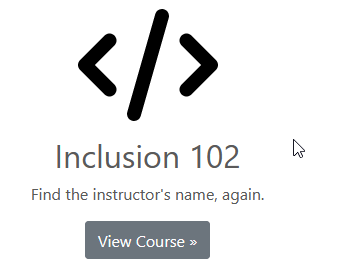 Inclusion 102
Find the instructor's name, again.
View Course »